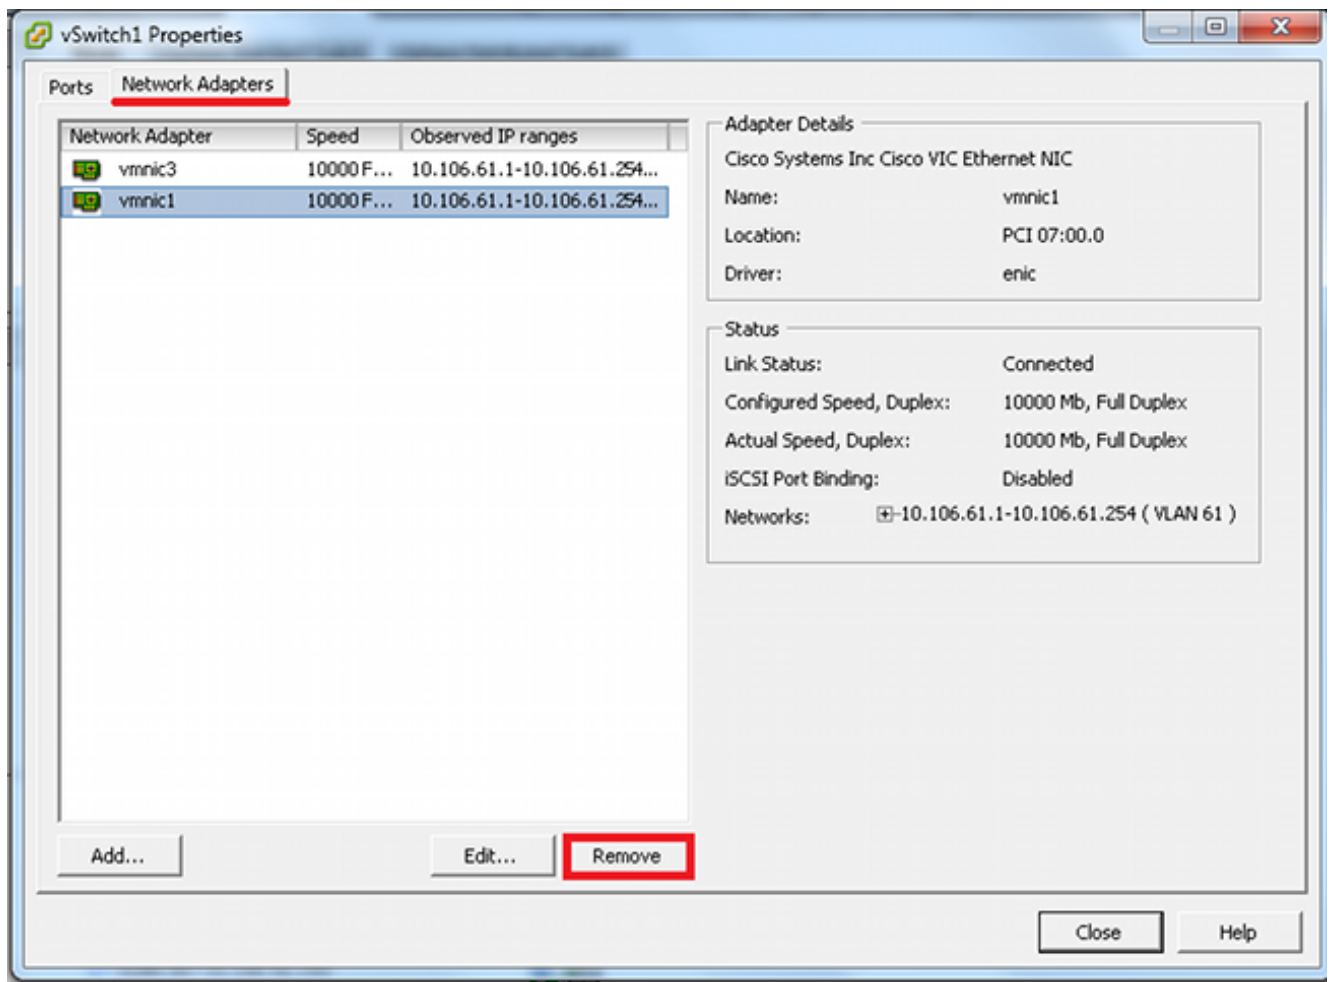 vSwitch1 Properties
Ports Network Adapters
Network Adapter Speed Observed IP ranges
vmnic3 10000 F... 10.106.61.1-10.106.61.254...
vmnic1 10000 F... 10.106.61.1-10.106.61.254...
Adapter Details
Cisco Systems Inc Cisco VIC Ethernet NIC
Name: vmnic1
Location: PCI 07:00.0
Driver: enic
Status
Link Status: Connected
Configured Speed, Duplex: 10000 Mb, Full Duplex
Actual Speed, Duplex: 10000 Mb, Full Duplex
iSCSI Port Binding: Disabled
Networks: 10.106.61.1-10.106.61.254 ( VLAN 61 )
Add... Edit... Remove
Close Help